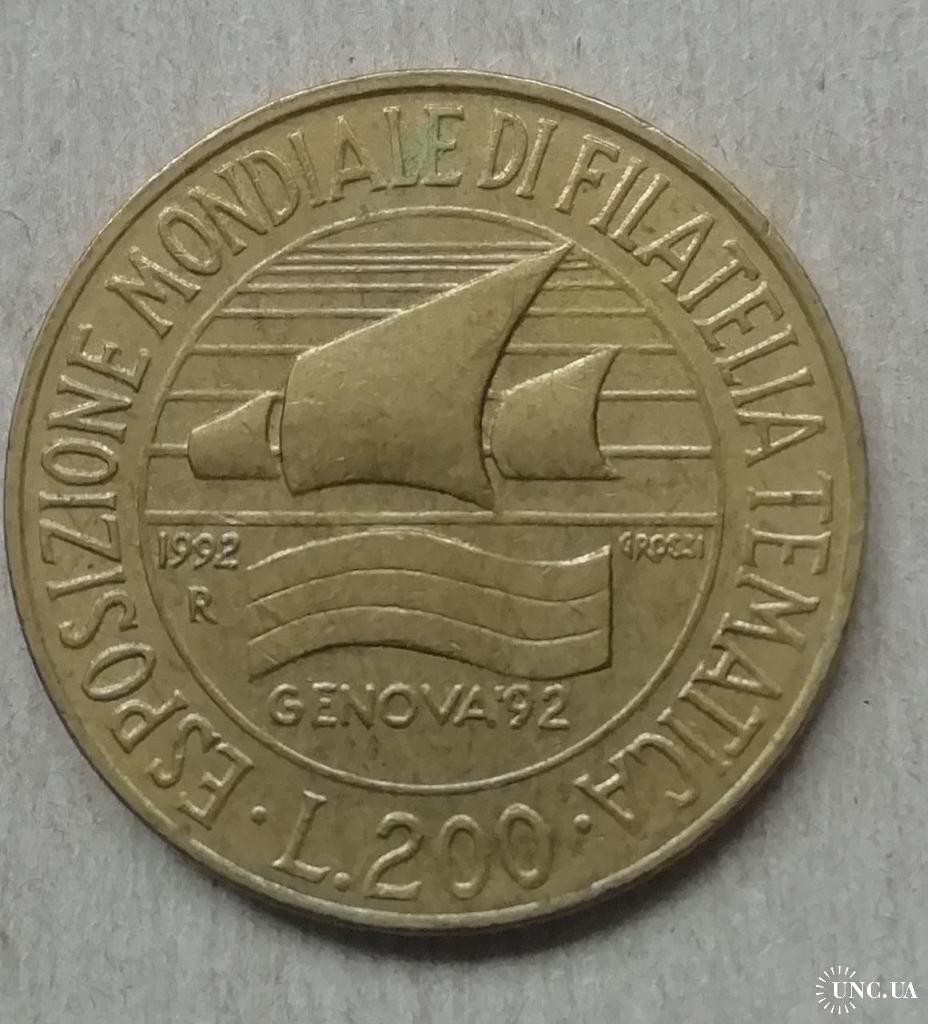 ESPOSIZIONE MONDIALE DI FILATELIA TEMATICA
1992
GROSSI
R
GENOVA '92
· L.200 ·
UNC.UA